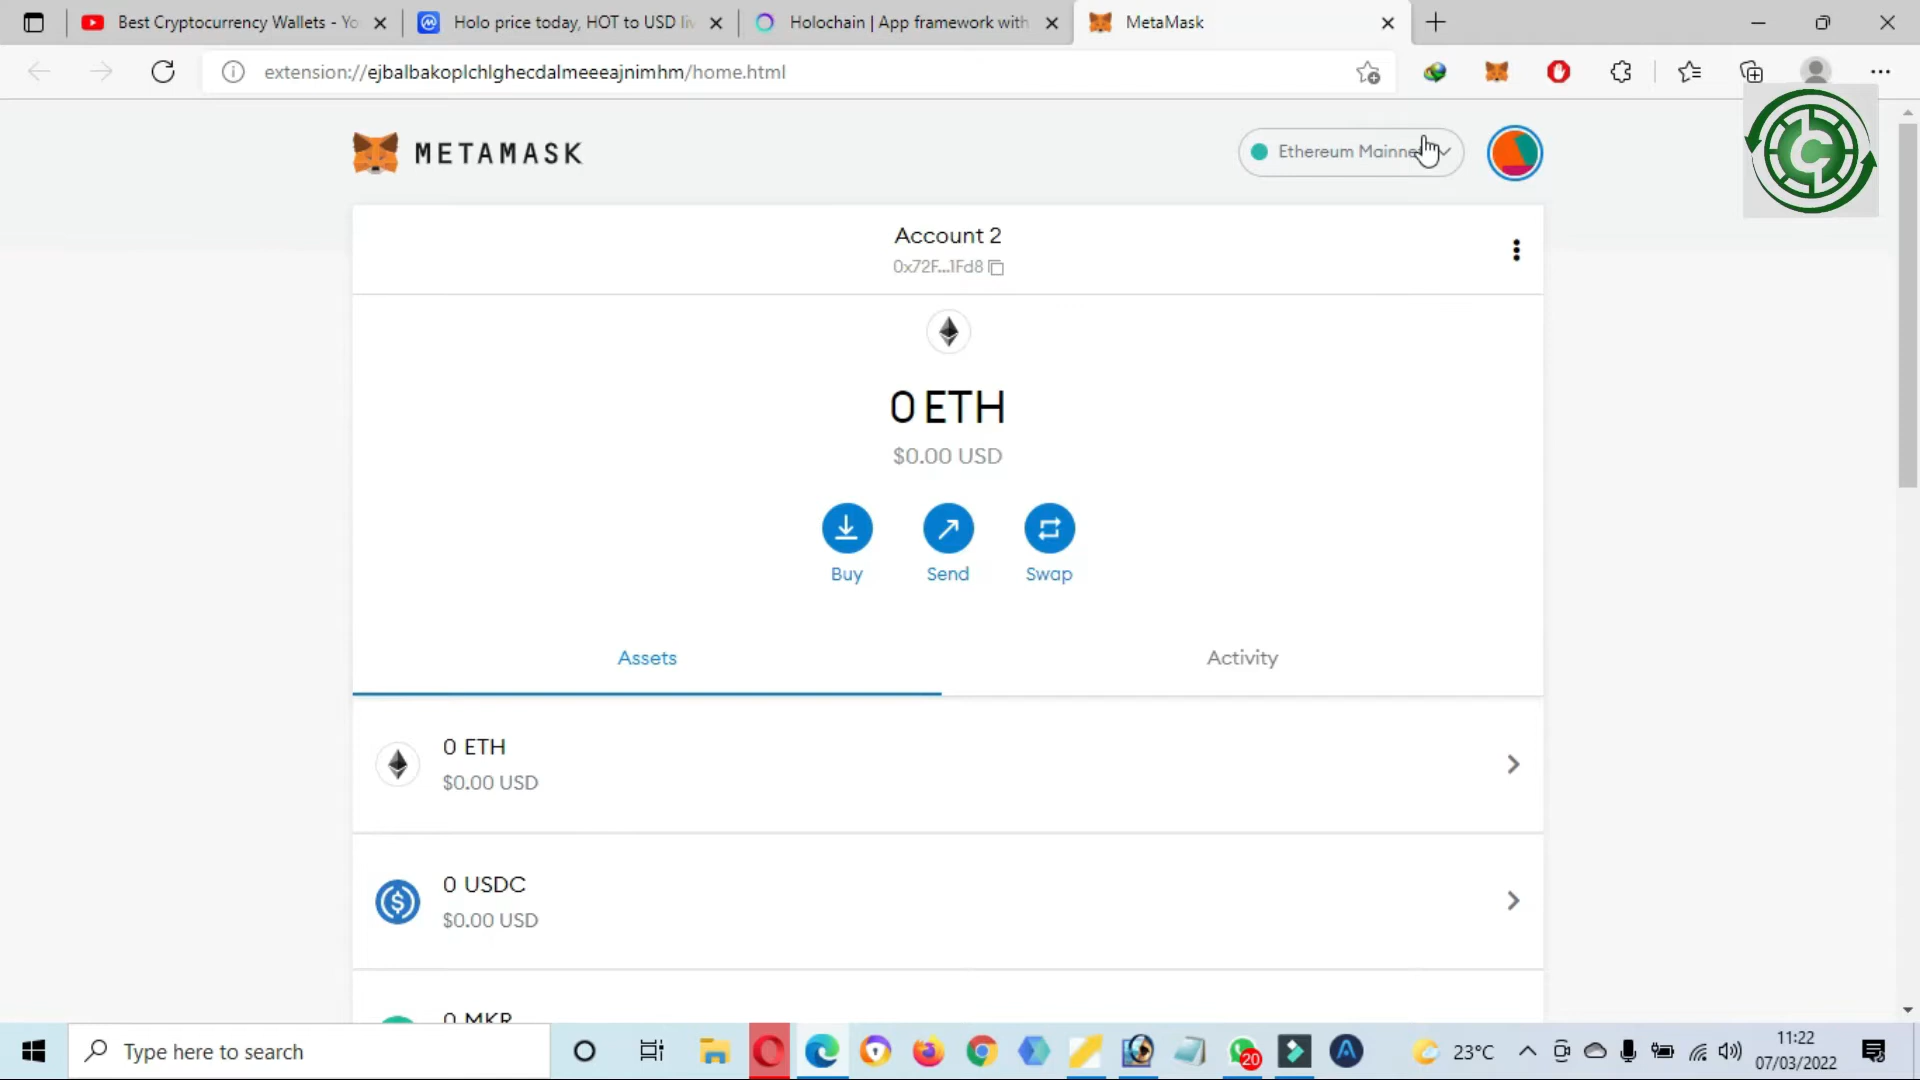 Best Cryptocurrency Wallets - Yo
Holo price today, HOT to USD li
Holochain | App framework with
MetaMask
extension://ejbalbakoplchlghecdalmeeeajnimhm/home.html
METAMASK
Ethereum Mainne
Account 2
0x72F...1Fd8
0 ETH
$0.00 USD
Buy
Send
Swap
Assets
Activity
0 ETH
$0.00 USD
0 USDC
$0.00 USD
0 MKR
Type here to search
20
23°C
11:22
07/03/2022